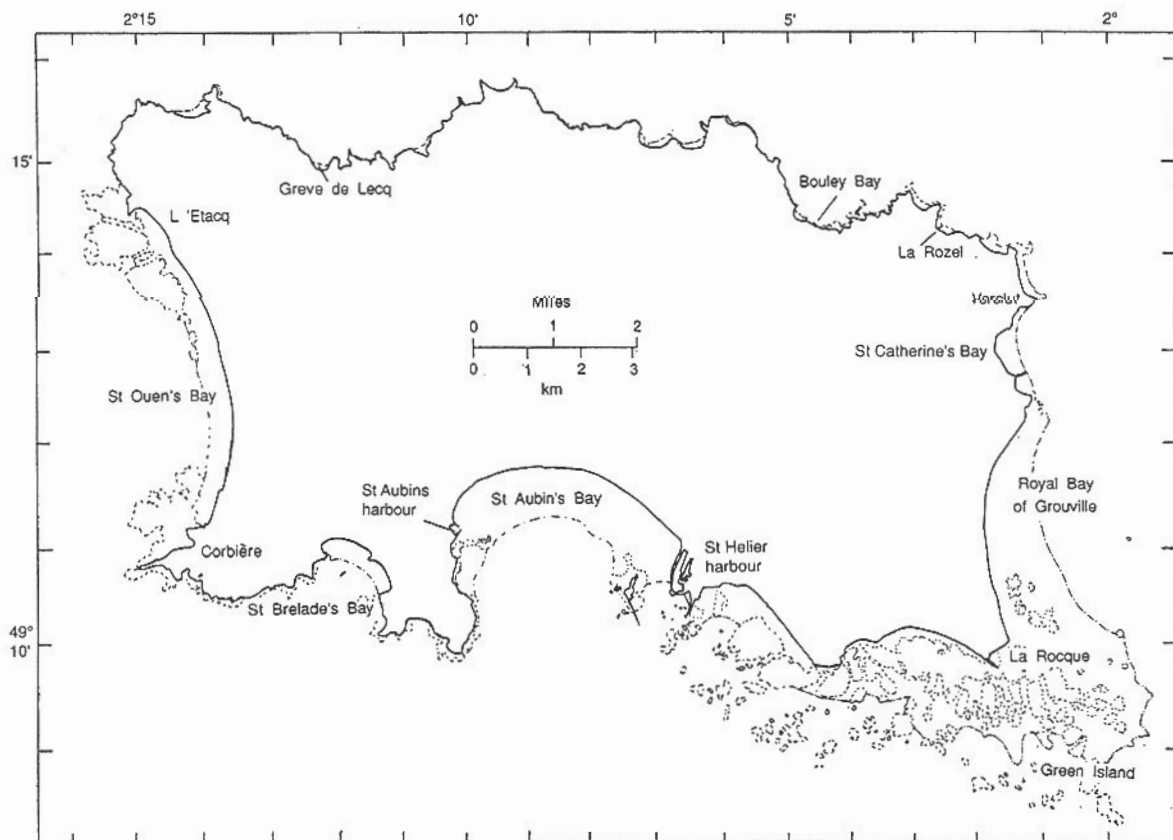 2°15
10'
5'
2°
15'
Greve de Lecq
Bouley Bay
L 'Etacq
La Rozel
Miles
0 1 2
0 1 2 3
km
St Catherine's Bay
St Ouen's Bay
St Aubins
harbour
St Aubin's Bay
Royal Bay
of Grouville
St Helier
harbour
Corbière
St Brelade's Bay
49°
10'
La Rocque
Green Island